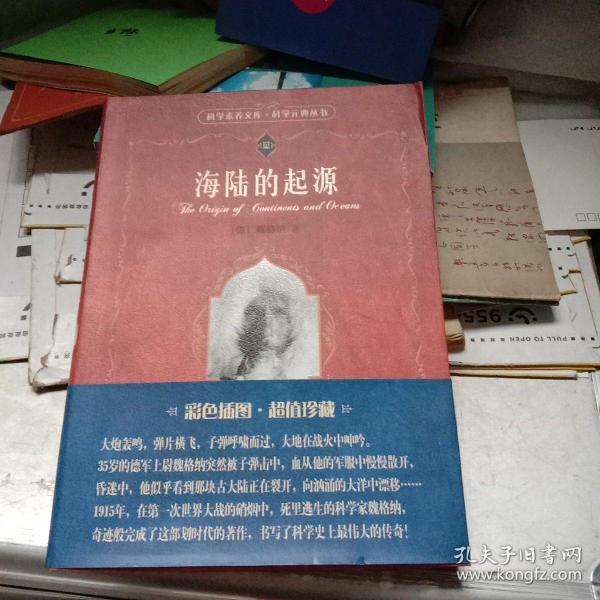 科学素养文库·科学元典丛书
海陆的起源
The Origin of Continents and Oceans
[德] 魏格纳 著
彩色插图·超值珍藏
大炮轰鸣，弹片横飞，子弹呼啸而过，大地在战火中呻吟。
35岁的德军上尉魏格纳突然被子弹击中，血从他的军服中慢慢散开，
昏迷中，他似乎看到那块古大陆正在裂开，向汹涌的大洋中漂移……
1915年，在第一次世界大战的硝烟中，死里逃生的科学家魏格纳，
奇迹般完成了这部划时代的著作，书写了科学史上最伟大的传奇！
955
PULL TO OPEN
孔夫子旧书网
www.kongfz.com